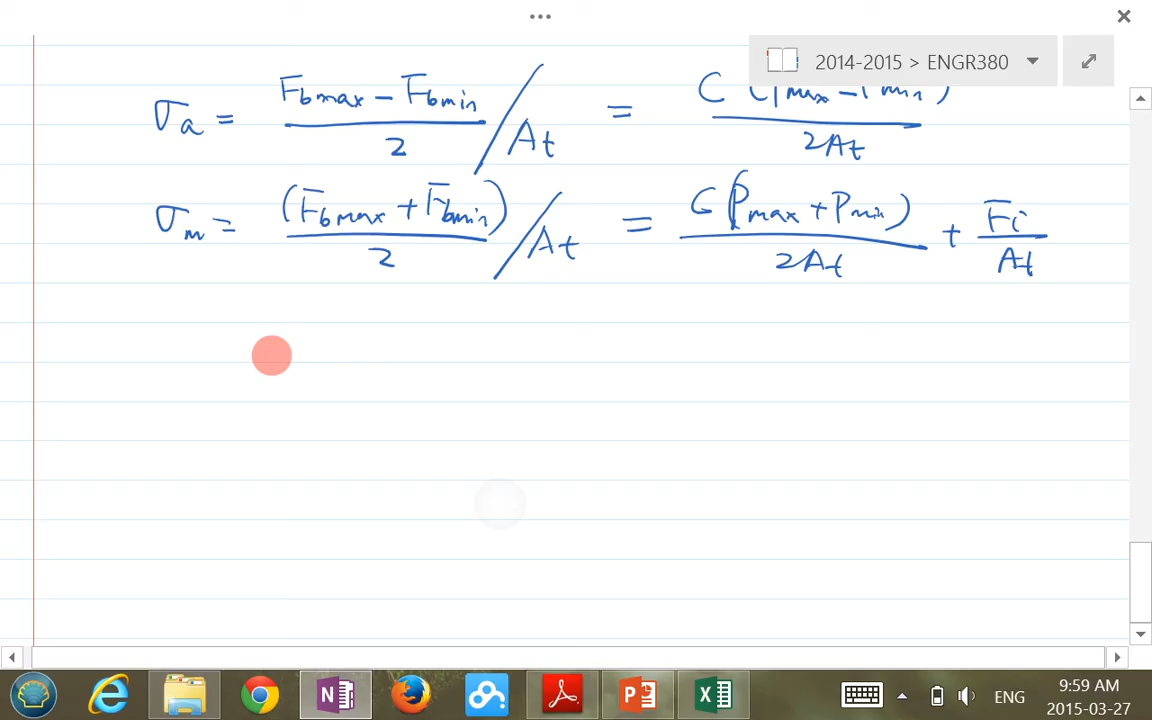 2014-2015 > ENGR380
σa = (Fbmax − Fbmin)/2 / At = C (Pmax − Pmin)/2At
σm = (Fbmax + Fbmin)/2 / At = C(Pmax + Pmin)/2At + Fi/At
N
P
X
ENG
9:59 AM
2015-03-27